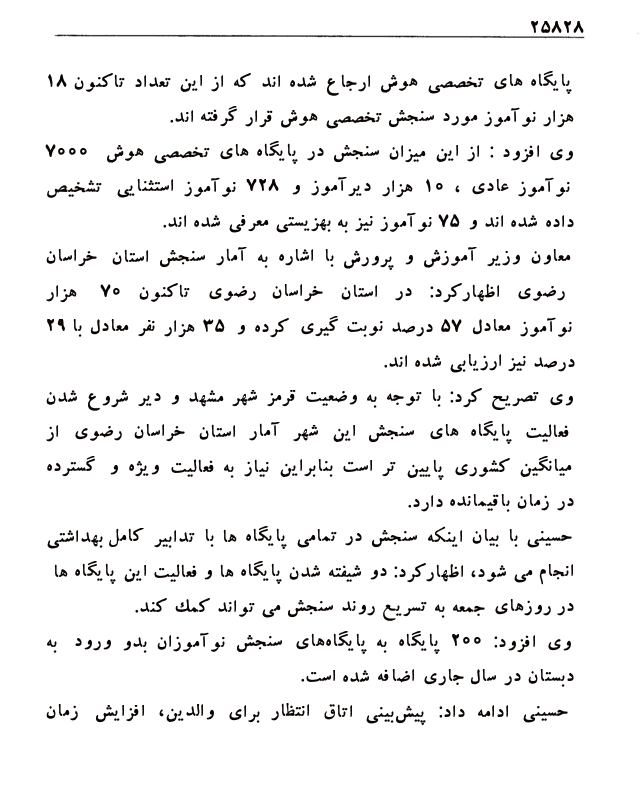 ۲۵۸۲۸
پایگاه های تخصصی هوش ارجاع شده اند که از این تعداد تاکنون ۱۸
هزار نوآموز مورد سنجش تخصصی هوش قرار گرفته اند.
وی افزود : از این میزان سنجش در پایگاه های تخصصی هوش ۷۰۰۰
نوآموز عادی ، ۱۰ هزار دیرآموز و ۷۲۸ نوآموز استثنایی تشخیص
داده شده اند و ۷۵ نوآموز نیز به بهزیستی معرفی شده اند.
معاون وزیر آموزش و پرورش با اشاره به آمار سنجش استان خراسان
رضوی اظهارکرد: در استان خراسان رضوی تاکنون ۷۰ هزار
نوآموز معادل ۵۷ درصد نوبت گیری کرده و ۳۵ هزار نفر معادل با ۲۹
درصد نیز ارزیابی شده اند.
وی تصریح کرد: با توجه به وضعیت قرمز شهر مشهد و دیر شروع شدن
فعالیت پایگاه های سنجش این شهر آمار استان خراسان رضوی از
میانگین کشوری پایین تر است بنابراین نیاز به فعالیت ویژه و گسترده
در زمان باقیمانده دارد.
حسینی با بیان اینکه سنجش در تمامی پایگاه ها با تدابیر کامل بهداشتی
انجام می شود، اظهارکرد: دو شیفته شدن پایگاه ها و فعالیت این پایگاه ها
در روزهای جمعه به تسریع روند سنجش می تواند کمك کند.
وی افزود: ۲۰۰ پایگاه به پایگاه‌های سنجش نوآموزان بدو ورود به
دبستان در سال جاری اضافه شده است.
حسینی ادامه داد: پیش‌بینی اتاق انتظار برای والدین، افزایش زمان